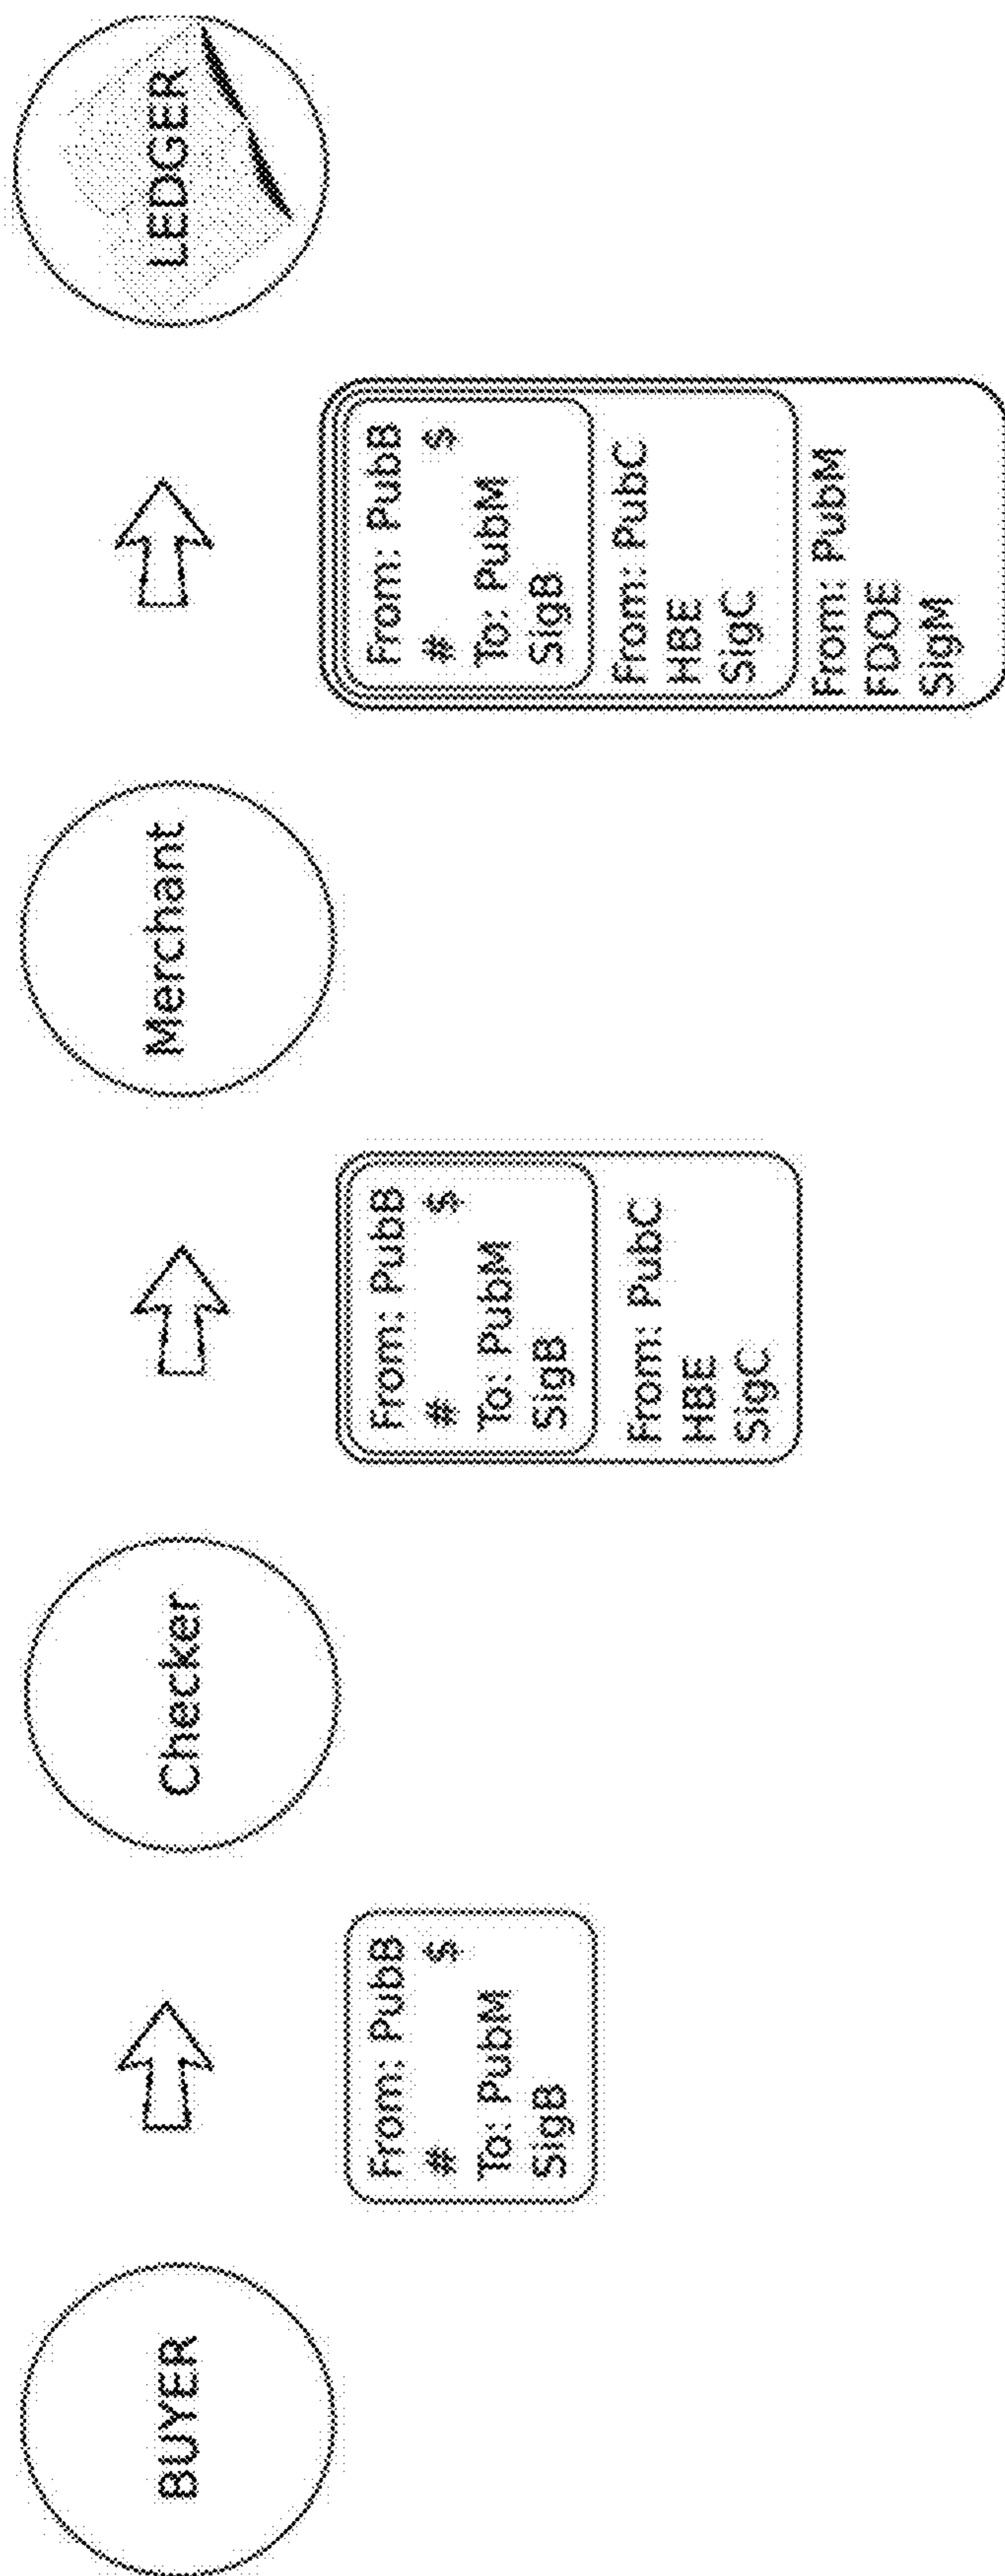 BUYER
From: PubB
# $
To: PubM
SigB
Checker
From: PubB
# $
To: PubM
SigB
From: PubC
HBE
SigC
Merchant
From: PubB
# $
To: PubM
SigB
From: PubC
HBE
SigC
From: PubM
FDOE
SigM
LEDGER